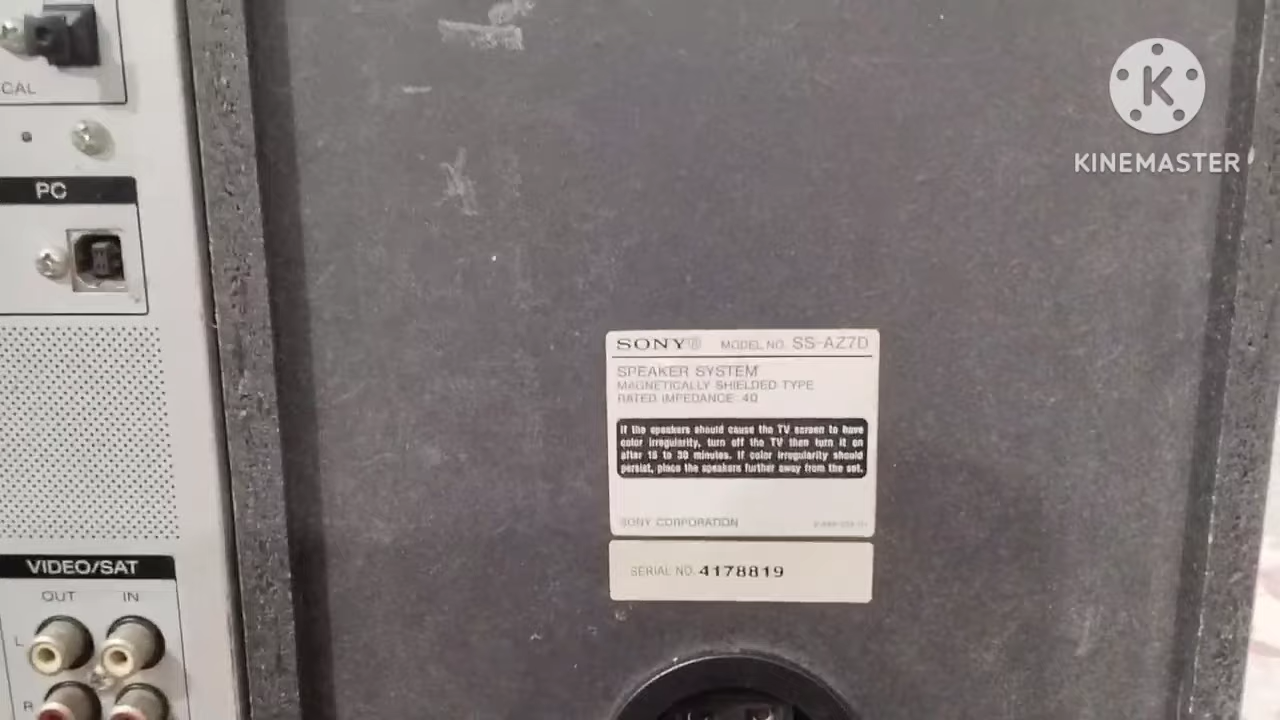 CAL
PC
VIDEO/SAT
OUT IN
L
R
SONY® MODEL NO. SS-AZ7D
SPEAKER SYSTEM
MAGNETICALLY SHIELDED TYPE
RATED IMPEDANCE 4Ω
If the speakers should cause the TV screen to have
color irregularity, turn off the TV then turn it on
after 15 to 30 minutes. If color irregularity should
persist, place the speakers further away from the set.
SONY CORPORATION
SERIAL NO. 4178819
K
KINEMASTER